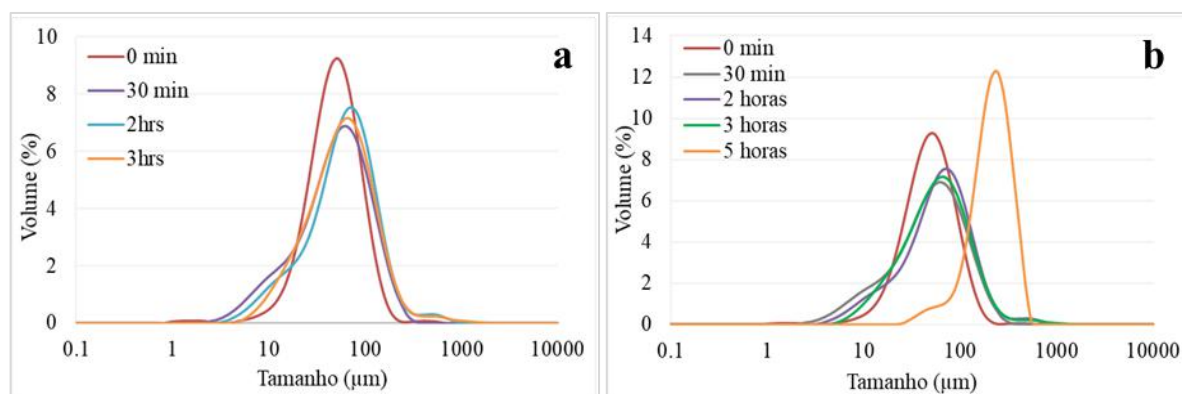 a
10
8
6
4
2
0
Volume (%)
0 min
30 min
2hrs
3hrs
0.1
1
10
100
1000
10000
Tamanho (µm)
b
14
12
10
8
6
4
2
0
Volume (%)
0 min
30 min
2 horas
3 horas
5 horas
0.1
1
10
100
1000
10000
Tamanho (µm)